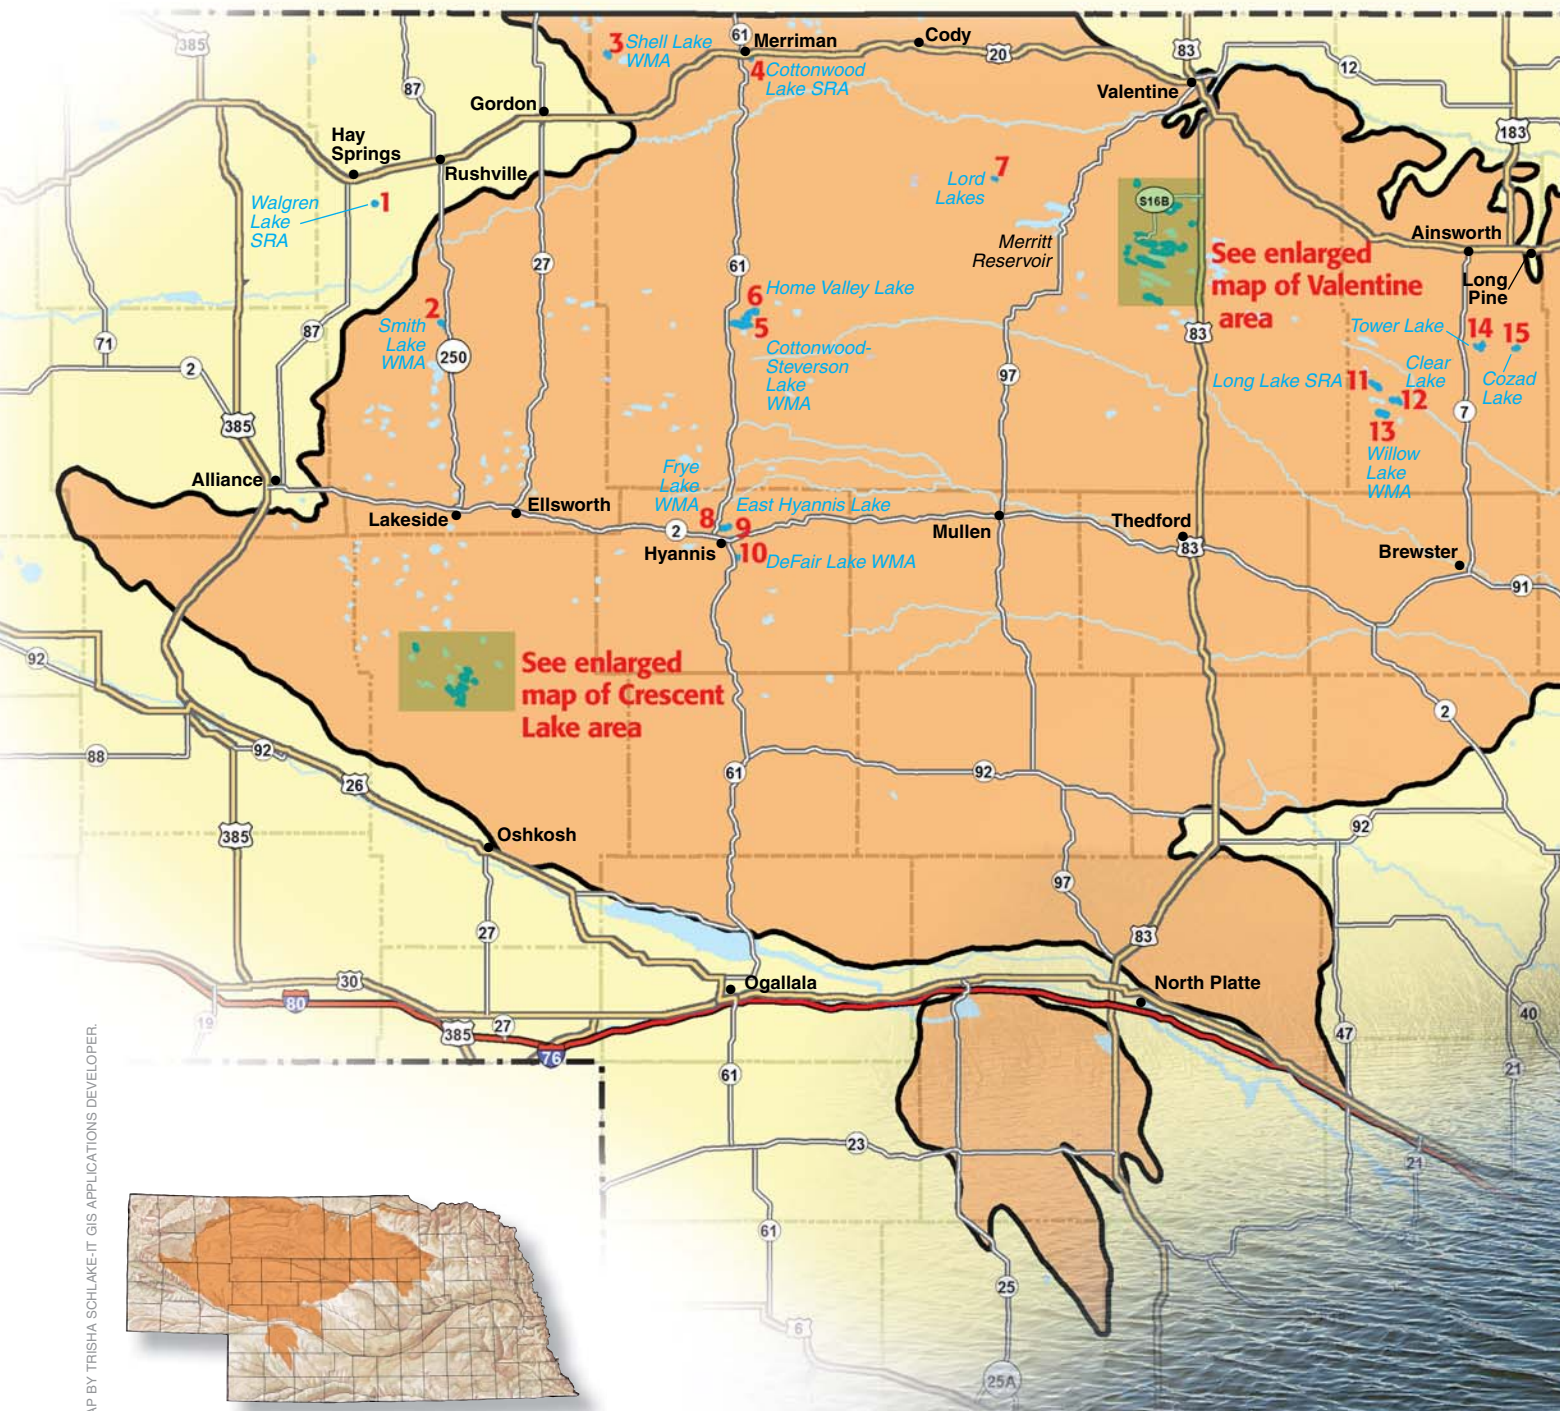 385
87
61
Merriman
Cody
20
83
12
3
Shell Lake
WMA
4
Cottonwood
Lake SRA
Valentine
Gordon
183
Hay
Springs
Rushville
1
Walgren
Lake
SRA
7
Lord
Lakes
S16B
Merritt
Reservoir
See enlarged
map of Valentine
area
Ainsworth
Long
Pine
27
61
6
Home Valley Lake
5
Cottonwood-
Steverson
Lake
WMA
2
Smith
Lake
WMA
250
87
71
2
83
97
Tower Lake
14
15
Clear
Lake
Cozad
Lake
Long Lake SRA
11
12
13
Willow
Lake
WMA
7
385
Alliance
Lakeside
Ellsworth
Frye
Lake
WMA
8
East Hyannis Lake
9
2
Hyannis
10
DeFair Lake WMA
Mullen
Thedford
83
Brewster
91
92
See enlarged
map of Crescent
Lake area
2
88
92
26
61
92
385
Oshkosh
92
97
27
83
30
80
Ogallala
North Platte
19
385
27
76
47
40
21
61
23
21
61
25
6
25A
AP BY TRISHA SCHLAKE-IT GIS APPLICATIONS DEVELOPER.